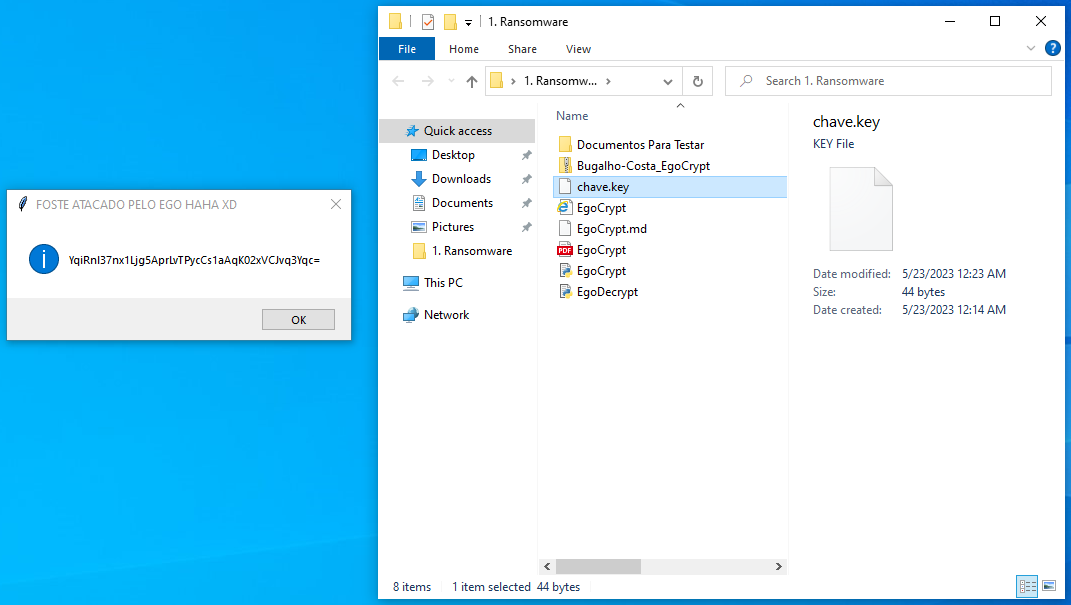 FOSTE ATACADO PELO EGO HAHA XD
YqiRnI37nx1Ljg5AprLvTPycCs1aAqK02xVCJvq3Yqc=
OK
1. Ransomware
File Home Share View
1. Ransomw...
Search 1. Ransomware
Quick access
Desktop
Downloads
Documents
Pictures
1. Ransomware
This PC
Network
Name
Documentos Para Testar
Bugalho-Costa_EgoCrypt
chave.key
EgoCrypt
EgoCrypt.md
PDF EgoCrypt
EgoCrypt
EgoDecrypt
chave.key
KEY File
Date modified: 5/23/2023 12:23 AM
Size: 44 bytes
Date created: 5/23/2023 12:14 AM
8 items 1 item selected 44 bytes